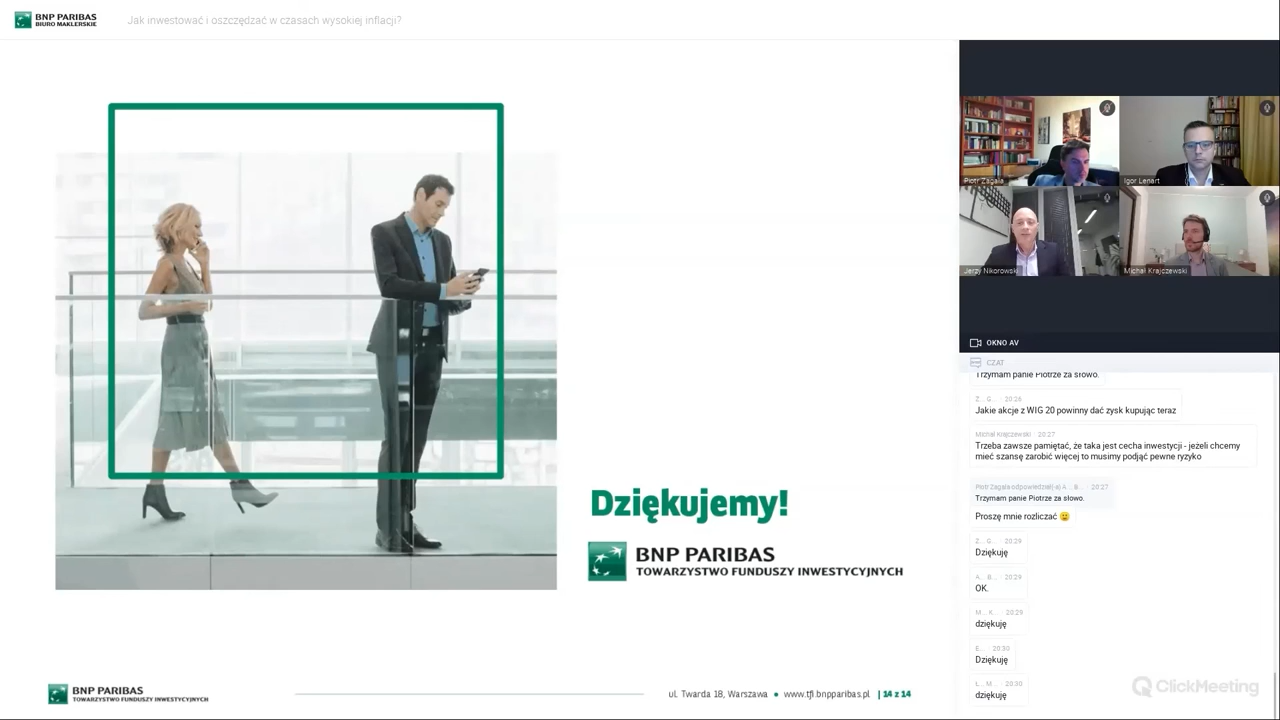 BNP PARIBAS
BIURO MAKLERSKIE
Jak inwestować i oszczędzać w czasach wysokiej inflacji?
Piotr Zagała
Igor Lenart
Jerzy Nikorowski
Michał Krajczewski
OKNO AV
CZAT
Trzymam panie Piotrze za słowo.
Z... G... 20:26
Jakie akcje z WIG 20 powinny dać zysk kupując teraz
Michał Krajczewski 20:27
Trzeba zawsze pamiętać, że taka jest cecha inwestycji - jeżeli chcemy
mieć szansę zarobić więcej to musimy podjąć pewne ryzyko
Piotr Zagała odpowiedział(-a) A... B... 20:27
Trzymam panie Piotrze za słowo.
Proszę mnie rozliczać 🙂
Z... G... 20:29
Dziękuję
A... B... 20:29
OK.
M... K... 20:29
dziękuję
E... 20:30
Dziękuję
Ł... M... 20:30
dziękuję
Dziękujemy!
BNP PARIBAS
TOWARZYSTWO FUNDUSZY INWESTYCYJNYCH
BNP PARIBAS
TOWARZYSTWO FUNDUSZY INWESTYCYJNYCH
ul. Twarda 18, Warszawa • www.tfi.bnpparibas.pl | 14 z 14
ClickMeeting